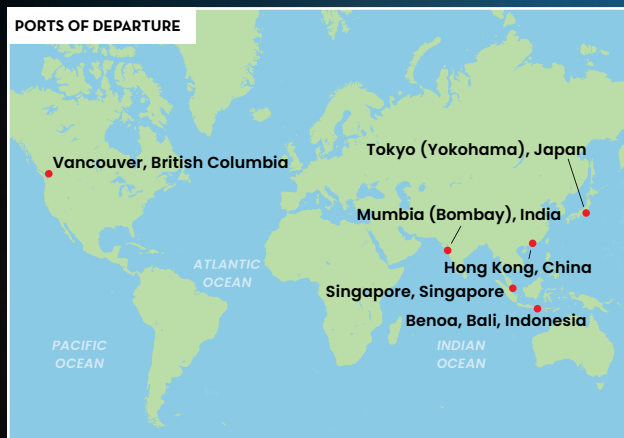 PORTS OF DEPARTURE
Tokyo (Yokohama), Japan
Vancouver, British Columbia
Mumbia (Bombay), India
ATLANTIC
OCEAN
Hong Kong, China
Singapore, Singapore
Benoa, Bali, Indonesia
PACIFIC
OCEAN
INDIAN
OCEAN